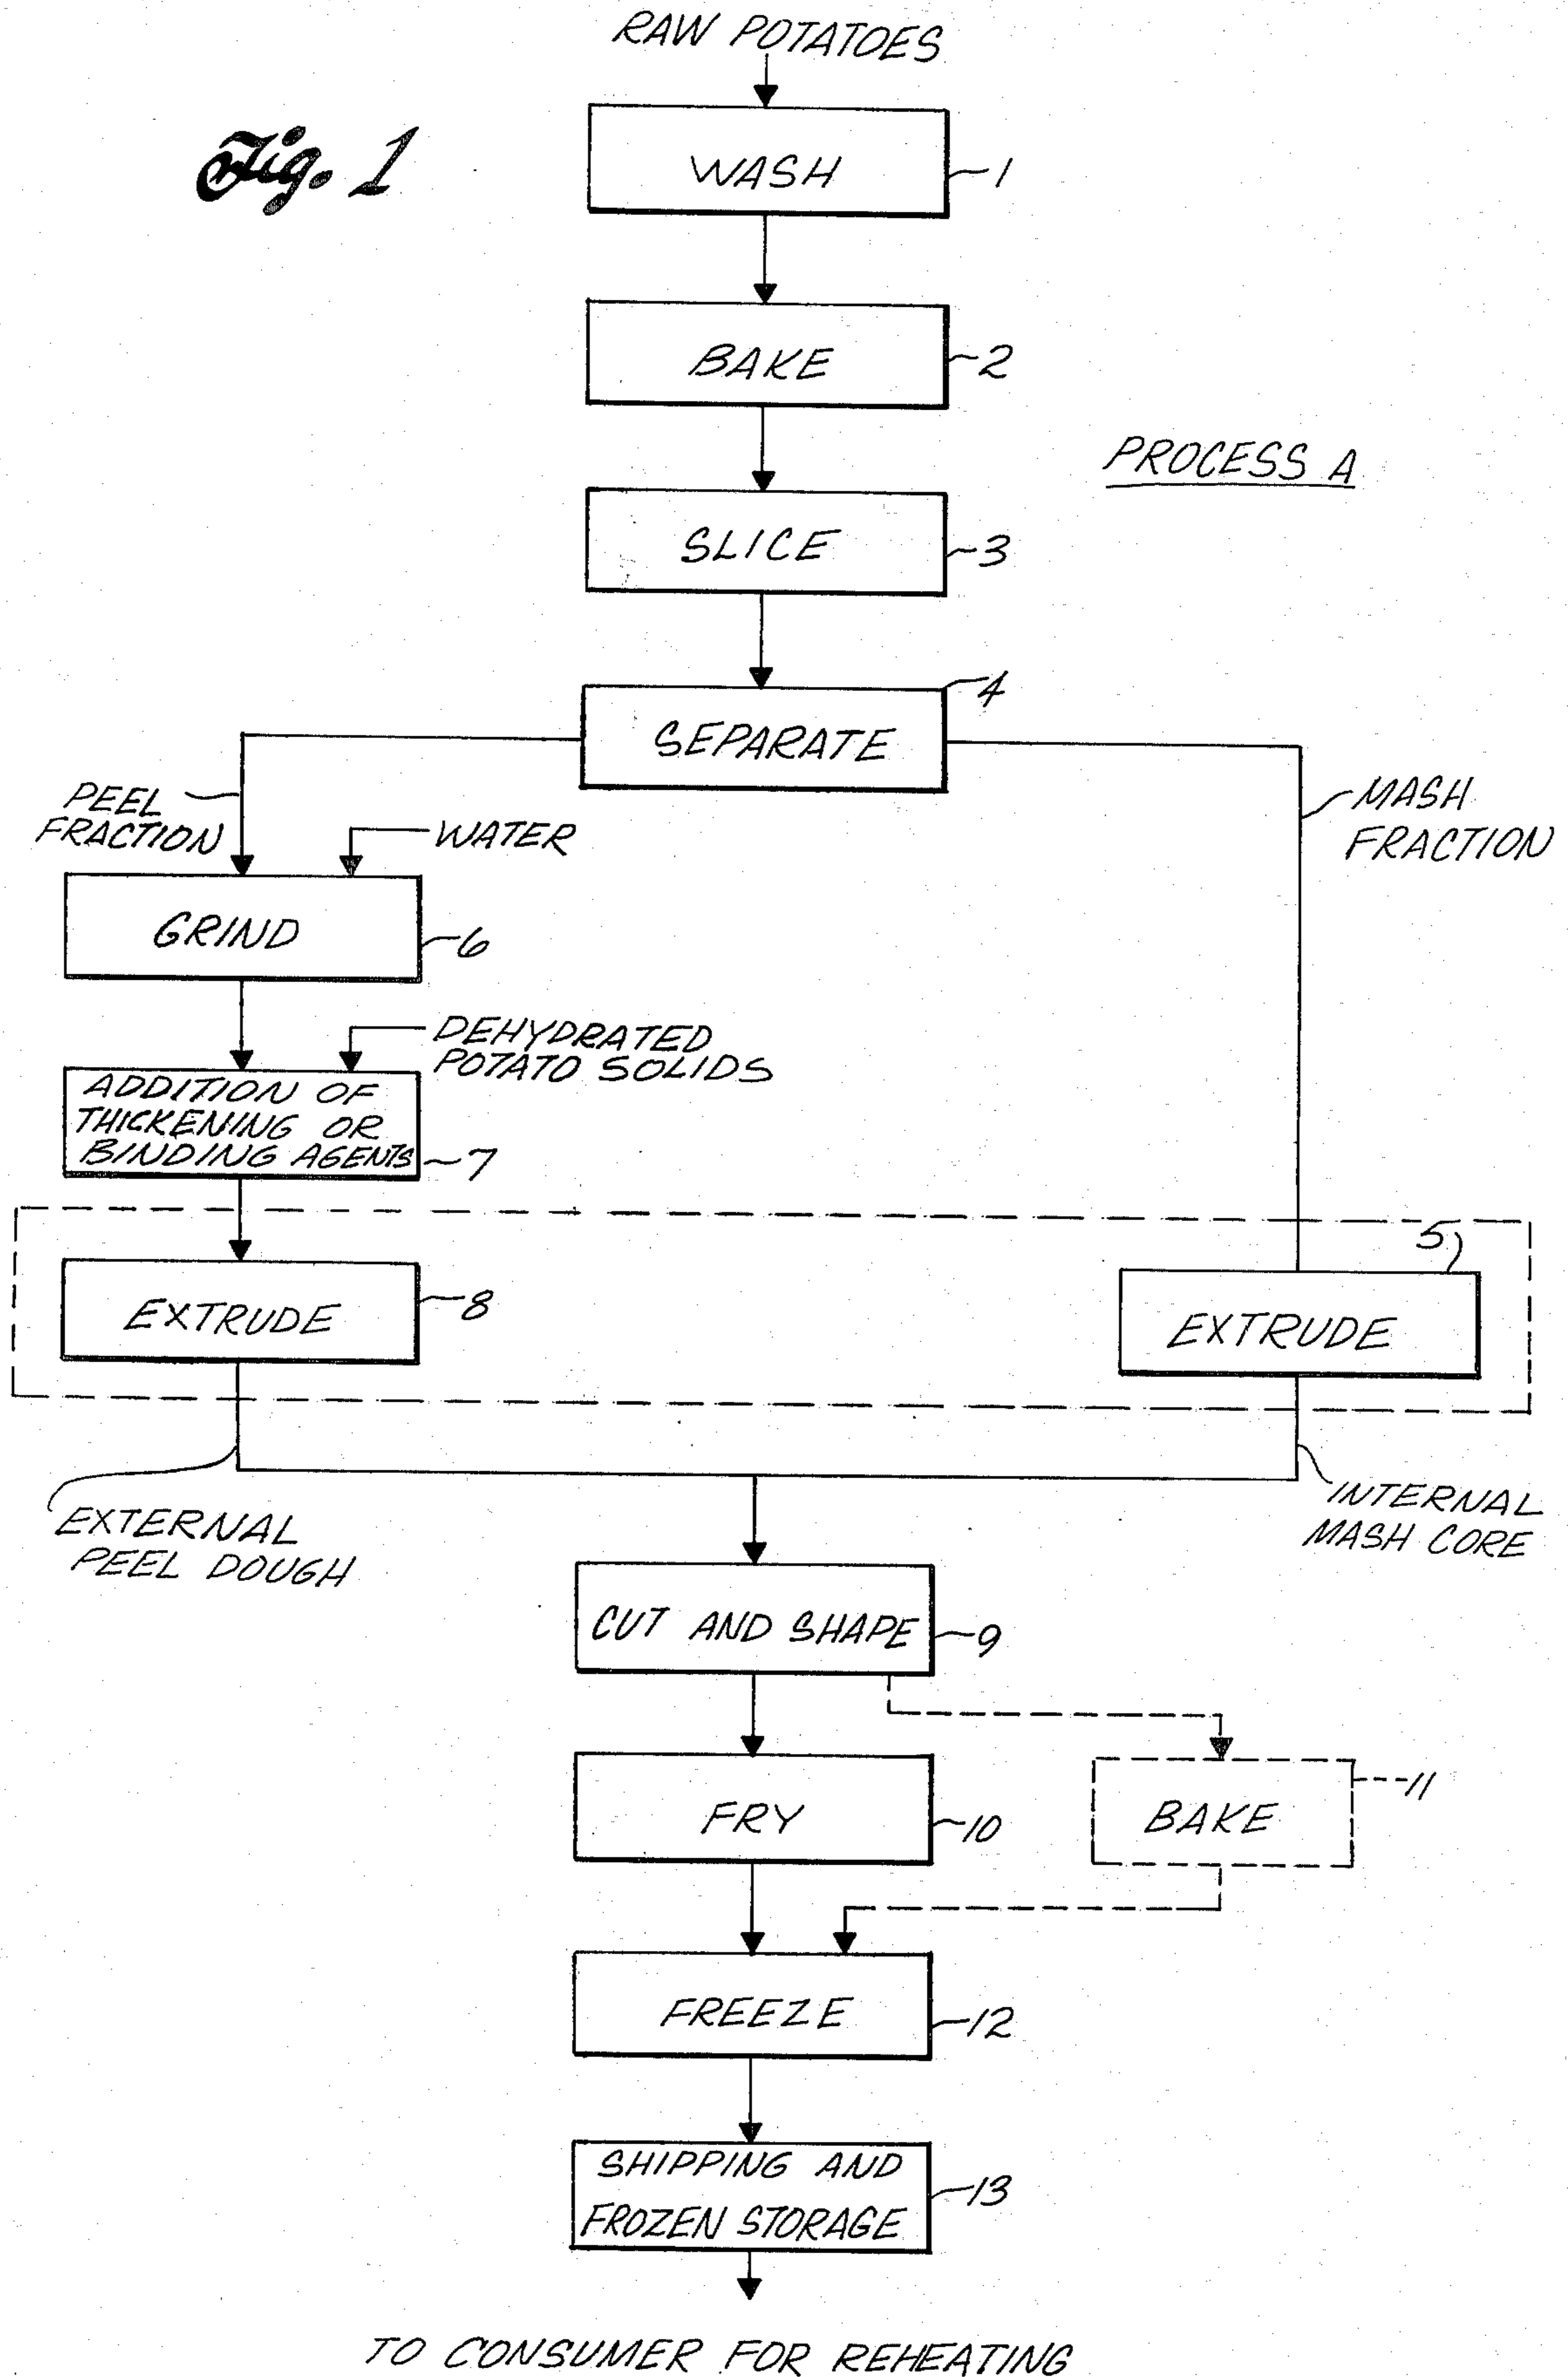 RAW POTATOES
Fig. 1
WASH
1
BAKE
2
PROCESS A
SLICE
3
4
SEPARATE
PEEL
FRACTION
WATER
MASH
FRACTION
GRIND
6
DEHYDRATED
POTATO SOLIDS
ADDITION OF
THICKENING OR
BINDING AGENTS
7
5
EXTRUDE
8
EXTRUDE
EXTERNAL
PEEL DOUGH
INTERNAL
MASH CORE
CUT AND SHAPE
9
FRY
10
BAKE
11
FREEZE
12
SHIPPING AND
FROZEN STORAGE
13
TO CONSUMER FOR REHEATING